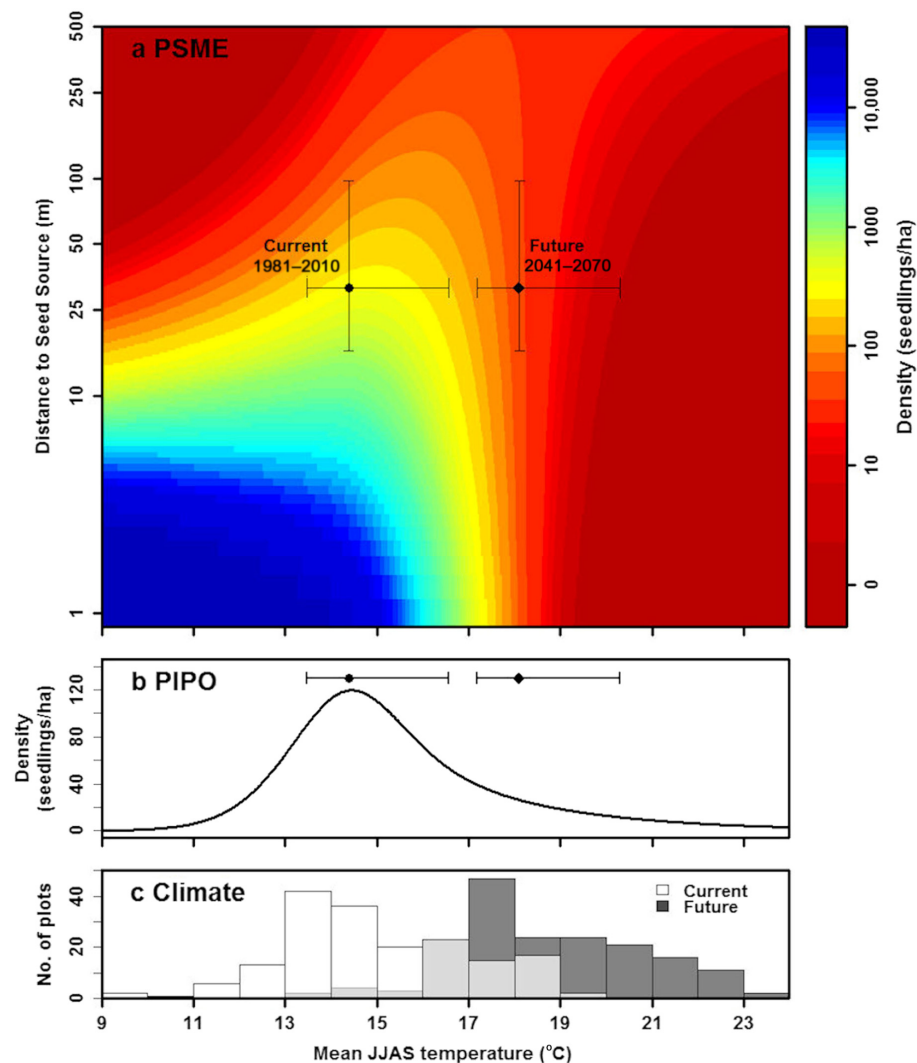 a PSME
500
250
100
50
25
10
1
Distance to Seed Source (m)
Current
1981–2010
Future
2041–2070
10,000
1000
100
10
0
Density (seedlings/ha)
b PIPO
120
80
40
0
Density
(seedlings/ha)
c Climate
Current
Future
40
20
0
No. of plots
9 11 13 15 17 19 21 23
Mean JJAS temperature (°C)